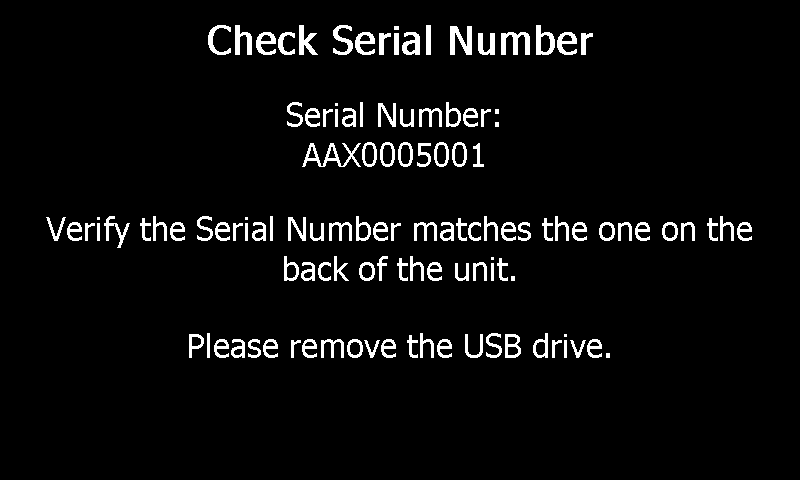 Check Serial Number
Serial Number:
AAX0005001
Verify the Serial Number matches the one on the
back of the unit.
Please remove the USB drive.